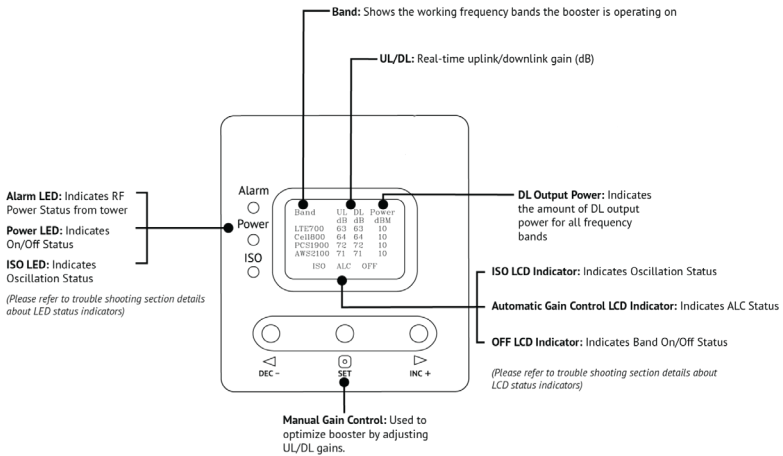 Band: Shows the working frequency bands the booster is operating on
UL/DL: Real-time uplink/downlink gain (dB)
Alarm LED: Indicates RF
Power Status from tower
Power LED: Indicates
On/Off Status
ISO LED: Indicates
Oscillation Status
(Please refer to trouble shooting section details
about LED status indicators)
Alarm
Power
ISO
Band UL DL Power
dB dB dBM
LTE700 63 63 10
Cell800 64 64 10
PCS1900 72 72 10
AWS2100 71 71 10
ISO ALC OFF
DL Output Power: Indicates
the amount of DL output
power for all frequency
bands
ISO LCD Indicator: Indicates Oscillation Status
Automatic Gain Control LCD Indicator: Indicates ALC Status
OFF LCD Indicator: Indicates Band On/Off Status
(Please refer to trouble shooting section details about
LCD status indicators)
DEC − SET INC +
Manual Gain Control: Used to
optimize booster by adjusting
UL/DL gains.